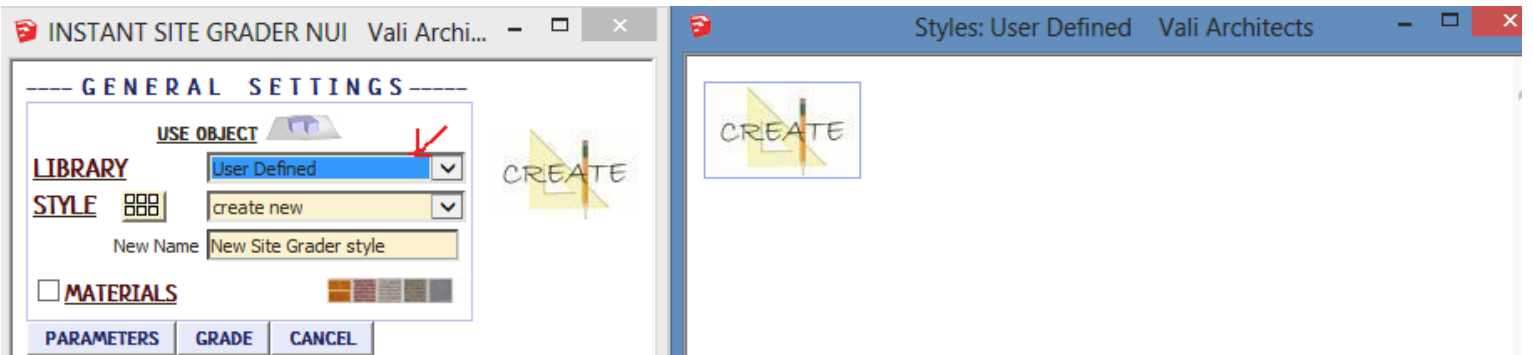 INSTANT SITE GRADER NUI Vali Archi...
---- GENERAL SETTINGS-----
USE OBJECT
LIBRARY User Defined
STYLE create new
New Name New Site Grader style
MATERIALS
PARAMETERS GRADE CANCEL
CREATE
Styles: User Defined Vali Architects
CREATE